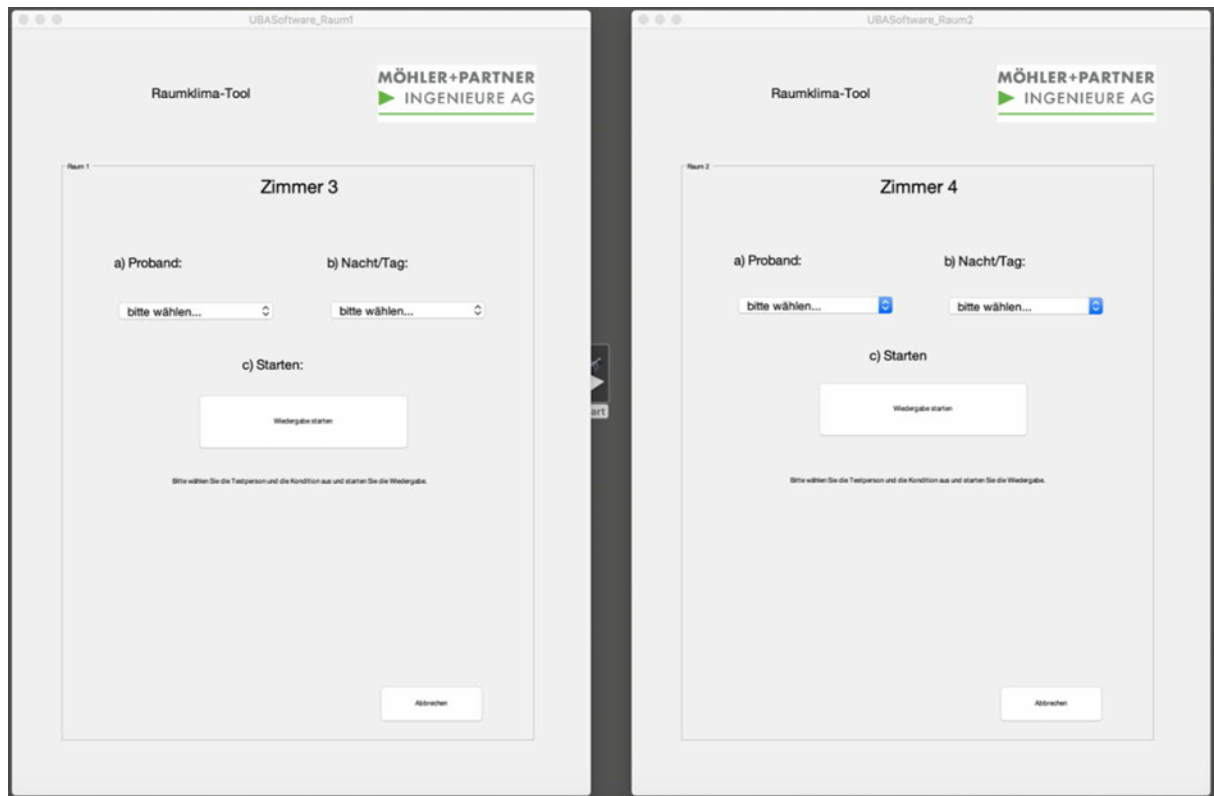 UBASoftware_Raum1
Raumklima-Tool
MÖHLER+PARTNER
INGENIEURE AG
Raum 1
Zimmer 3
a) Proband:
b) Nacht/Tag:
bitte wählen...
bitte wählen...
c) Starten:
Wiedergabe starten
Bitte wählen Sie die Testperson und die Kondition aus und starten Sie die Wiedergabe.
Abbrechen
art
UBASoftware_Raum2
Raumklima-Tool
MÖHLER+PARTNER
INGENIEURE AG
Raum 2
Zimmer 4
a) Proband:
b) Nacht/Tag:
bitte wählen...
bitte wählen...
c) Starten
Wiedergabe starten
Bitte wählen Sie die Testperson und die Kondition aus und starten Sie die Wiedergabe.
Abbrechen